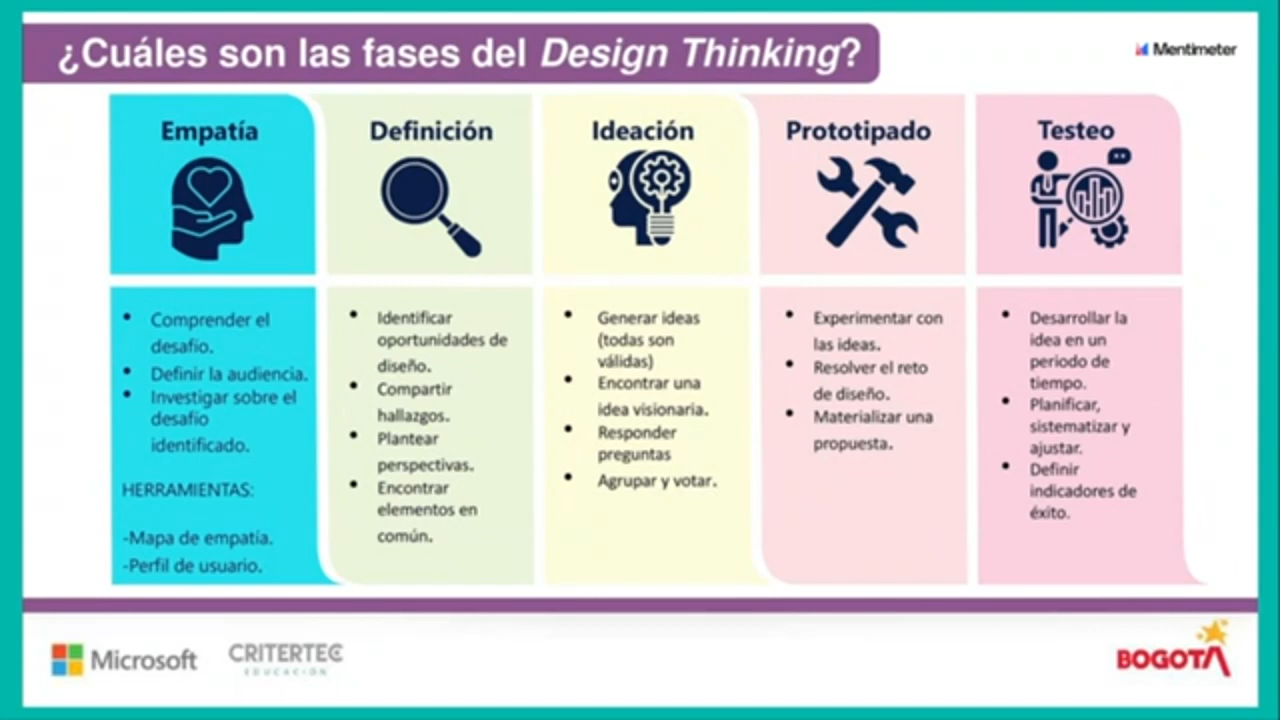 ¿Cuáles son las fases del Design Thinking?
Mentimeter
Empatía
Definición
Ideación
Prototipado
Testeo
Comprender el
desafío.
Definir la audiencia.
Investigar sobre el
desafío
identificado.
HERRAMIENTAS:
-Mapa de empatía.
-Perfil de usuario.
Identificar
oportunidades de
diseño.
Compartir
hallazgos.
Plantear
perspectivas.
Encontrar
elementos en
común.
Generar ideas
(todas son
válidas)
Encontrar una
idea visionaria.
Responder
preguntas
Agrupar y votar.
Experimentar con
las ideas.
Resolver el reto
de diseño.
Materializar una
propuesta.
Desarrollar la
idea en un
periodo de
tiempo.
Planificar,
sistematizar y
ajustar.
Definir
indicadores de
éxito.
Microsoft
CRITERTEC
EDUCACIÓN
BOGOTA